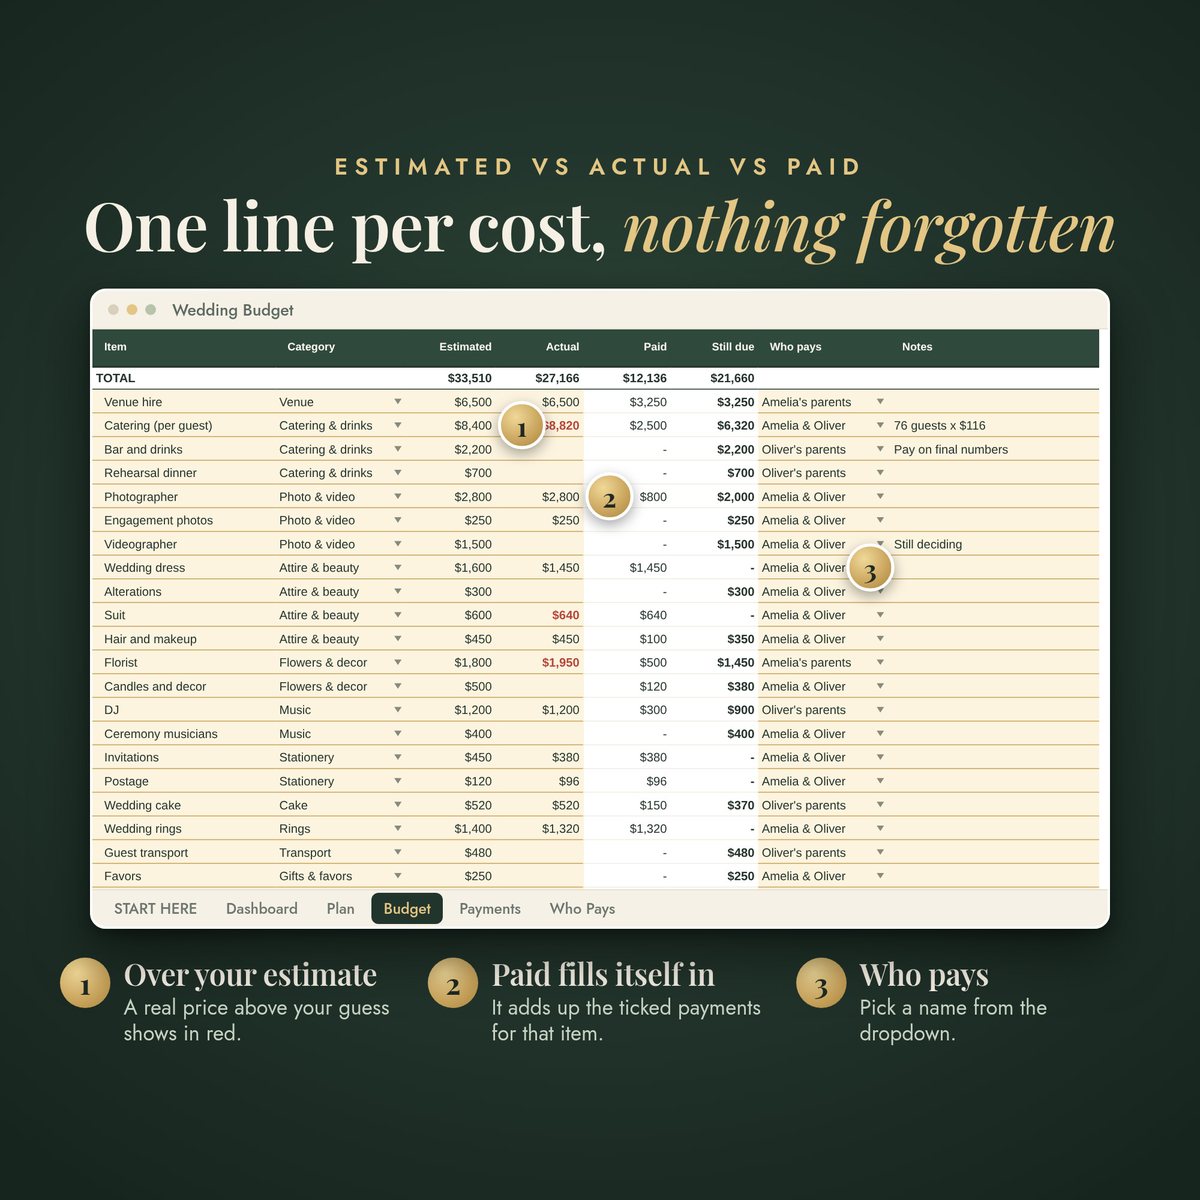 ESTIMATED VS ACTUAL VS PAID
One line per cost, nothing forgotten
Wedding Budget
Item Category Estimated Actual Paid Still due Who pays Notes
TOTAL $33,510 $27,166 $12,136 $21,660
Venue hire Venue $6,500 $6,500 $3,250 $3,250 Amelia's parents
Catering (per guest) Catering & drinks $8,400 1 $8,820 $2,500 $6,320 Amelia & Oliver 76 guests x $116
Bar and drinks Catering & drinks $2,200 - $2,200 Oliver's parents Pay on final numbers
Rehearsal dinner Catering & drinks $700 - $700 Oliver's parents
Photographer Photo & video $2,800 $2,800 2 $800 $2,000 Amelia & Oliver
Engagement photos Photo & video $250 $250 - $250 Amelia & Oliver
Videographer Photo & video $1,500 - $1,500 Amelia & Oliver Still deciding
Wedding dress Attire & beauty $1,600 $1,450 $1,450 - Amelia & Oliver 3
Alterations Attire & beauty $300 - $300 Amelia & Oliver
Suit Attire & beauty $600 $640 $640 - Amelia & Oliver
Hair and makeup Attire & beauty $450 $450 $100 $350 Amelia & Oliver
Florist Flowers & decor $1,800 $1,950 $500 $1,450 Amelia's parents
Candles and decor Flowers & decor $500 $120 $380 Amelia & Oliver
DJ Music $1,200 $1,200 $300 $900 Oliver's parents
Ceremony musicians Music $400 - $400 Amelia & Oliver
Invitations Stationery $450 $380 $380 - Amelia & Oliver
Postage Stationery $120 $96 $96 - Amelia & Oliver
Wedding cake Cake $520 $520 $150 $370 Oliver's parents
Wedding rings Rings $1,400 $1,320 $1,320 - Amelia & Oliver
Guest transport Transport $480 - $480 Oliver's parents
Favors Gifts & favors $250 - $250 Amelia & Oliver
START HERE Dashboard Plan Budget Payments Who Pays
1 Over your estimate
A real price above your guess
shows in red.
2 Paid fills itself in
It adds up the ticked payments
for that item.
3 Who pays
Pick a name from the
dropdown.